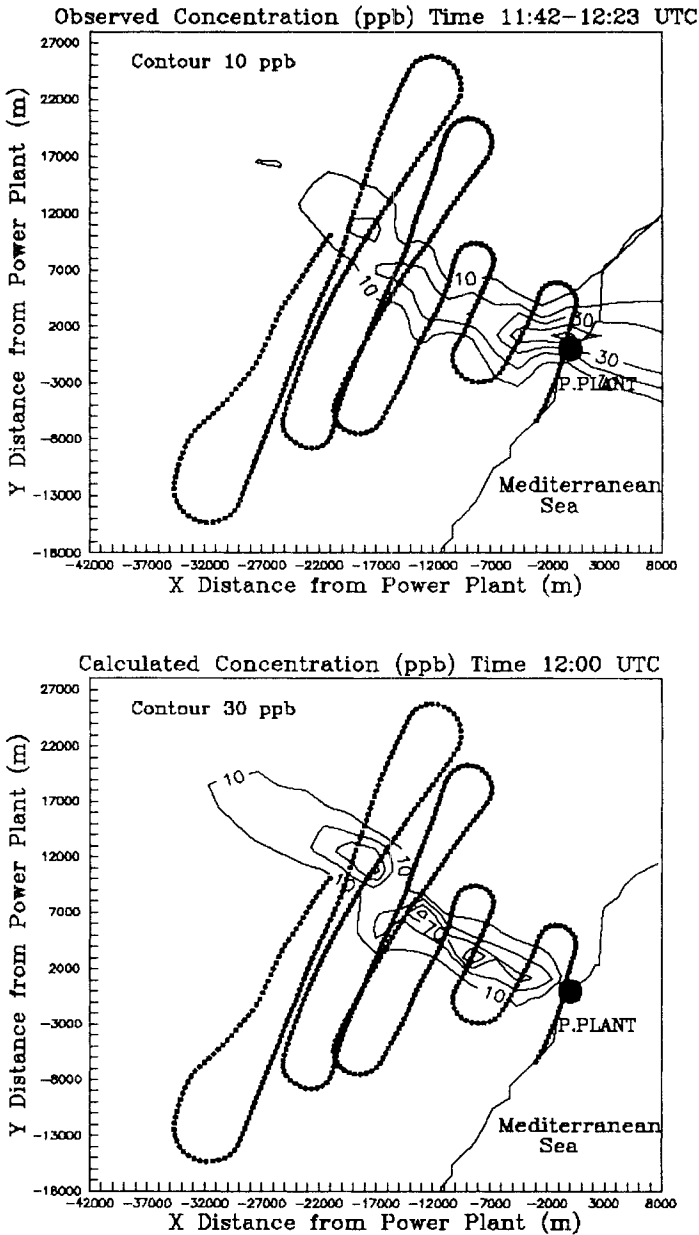 Observed Concentration (ppb) Time 11:42−12:23 UTC
Contour 10 ppb
27000
22000
17000
12000
7000
2000
−3000
−8000
−13000
−18000
Y Distance from Power Plant (m)
10
10
30
30
P.PLANT
Mediterranean
Sea
−42000 −37000 −32000 −27000 −22000 −17000 −12000 −7000 −2000 3000 8000
X Distance from Power Plant (m)
Calculated Concentration (ppb) Time 12:00 UTC
Contour 30 ppb
27000
22000
17000
12000
7000
2000
−3000
−8000
−13000
−18000
Y Distance from Power Plant (m)
10
10
10
70
10
P.PLANT
Mediterranean
Sea
−42000 −37000 −32000 −27000 −22000 −17000 −12000 −7000 −2000 3000 8000
X Distance from Power Plant (m)